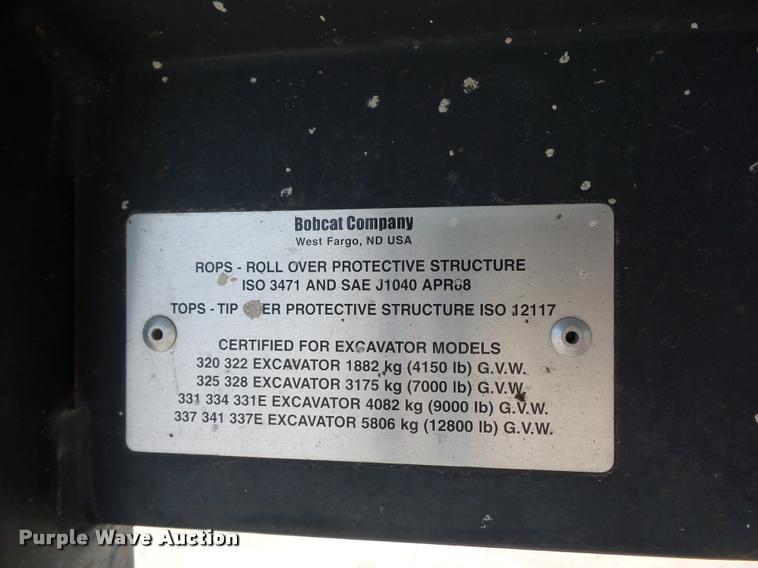 Bobcat Company
West Fargo, ND USA
ROPS - ROLL OVER PROTECTIVE STRUCTURE
ISO 3471 AND SAE J1040 APR88
TOPS - TIP OVER PROTECTIVE STRUCTURE ISO 12117
CERTIFIED FOR EXCAVATOR MODELS
320 322 EXCAVATOR 1882 kg (4150 lb) G.V.W.
325 328 EXCAVATOR 3175 kg (7000 lb) G.V.W.
331 334 331E EXCAVATOR 4082 kg (9000 lb) G.V.W.
337 341 337E EXCAVATOR 5806 kg (12800 lb) G.V.W.
Purple Wave Auction